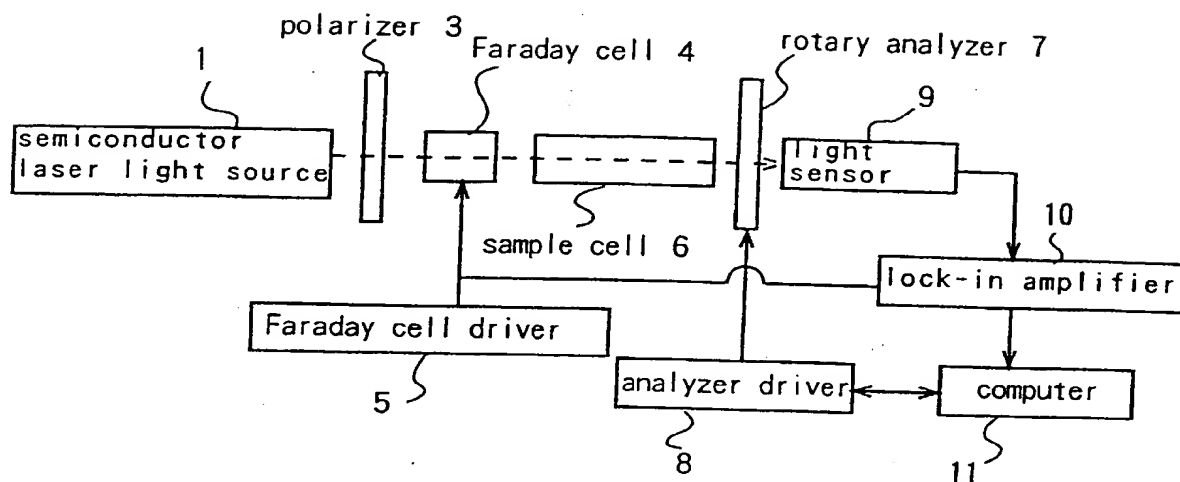 polarizer 3
Faraday cell 4
rotary analyzer 7
1
9
semiconductor
laser light source
light
sensor
10
sample cell 6
lock-in amplifier
Faraday cell driver
analyzer driver
computer
5
8
11